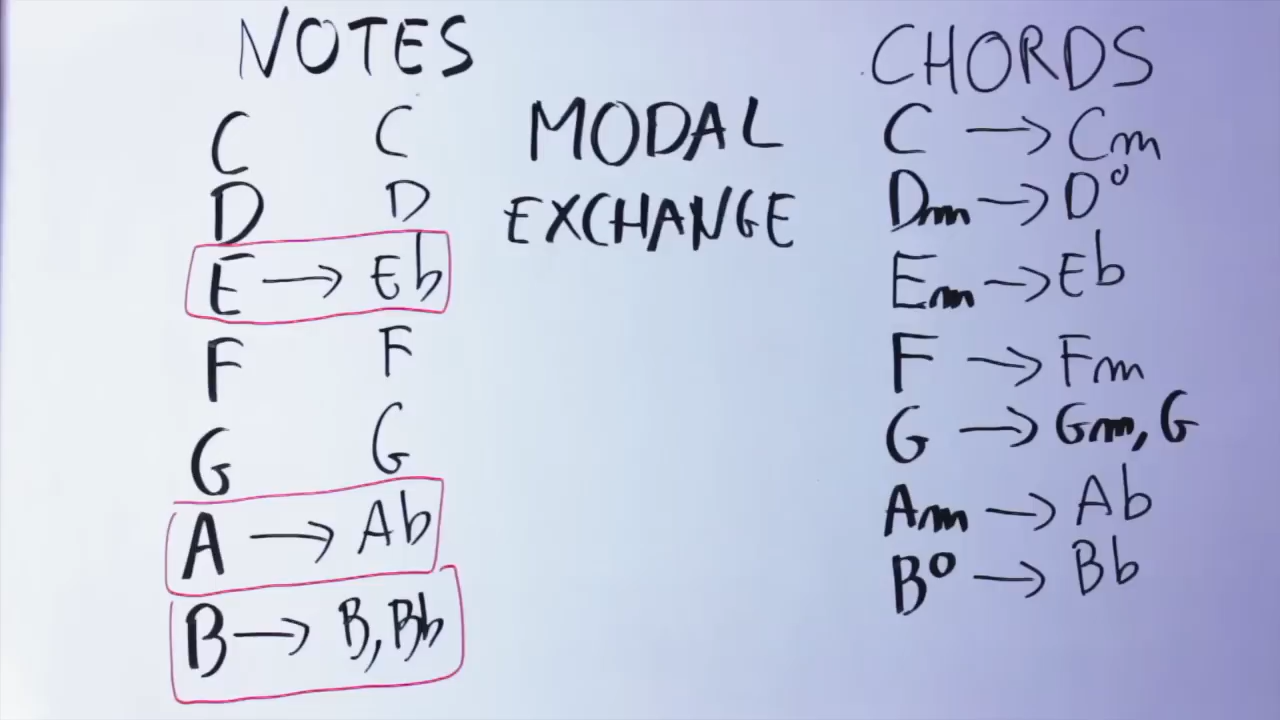 NOTES
C C
D D
E → Eb
F F
G G
A → Ab
B → B, Bb
MODAL
EXCHANGE
CHORDS
C → Cm
Dm → D°
Em → Eb
F → Fm
G → Gm, G
Am → Ab
B° → Bb